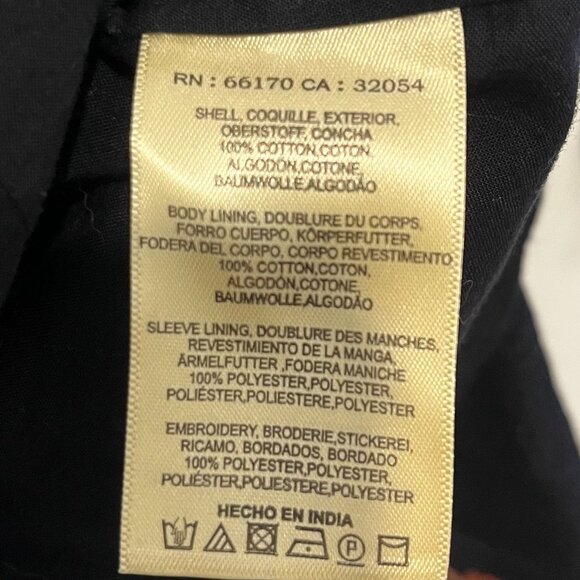 RN : 66170 CA : 32054
SHELL, COQUILLE, EXTERIOR,
OBERSTOFF, CONCHA
100% COTTON,COTON,
ALGODÓN,COTONE,
BAUMWOLLE,ALGODÃO
BODY LINING, DOUBLURE DU CORPS,
FORRO CUERPO, KÖRPERFUTTER,
FODERA DEL CORPO, CORPO REVESTIMENTO
100% COTTON,COTON,
ALGODÓN,COTONE,
BAUMWOLLE,ALGODÃO
SLEEVE LINING, DOUBLURE DES MANCHES,
REVESTIMIENTO DE LA MANGA,
ÄRMELFUTTER ,FODERA MANICHE
100% POLYESTER,POLYESTER,
POLIÉSTER,POLIESTERE,POLYESTER
EMBROIDERY, BRODERIE,STICKEREI,
RICAMO, BORDADOS, BORDADO
100% POLYESTER,POLYESTER,
POLIÉSTER,POLIESTERE,POLYESTER
HECHO EN INDIA
P